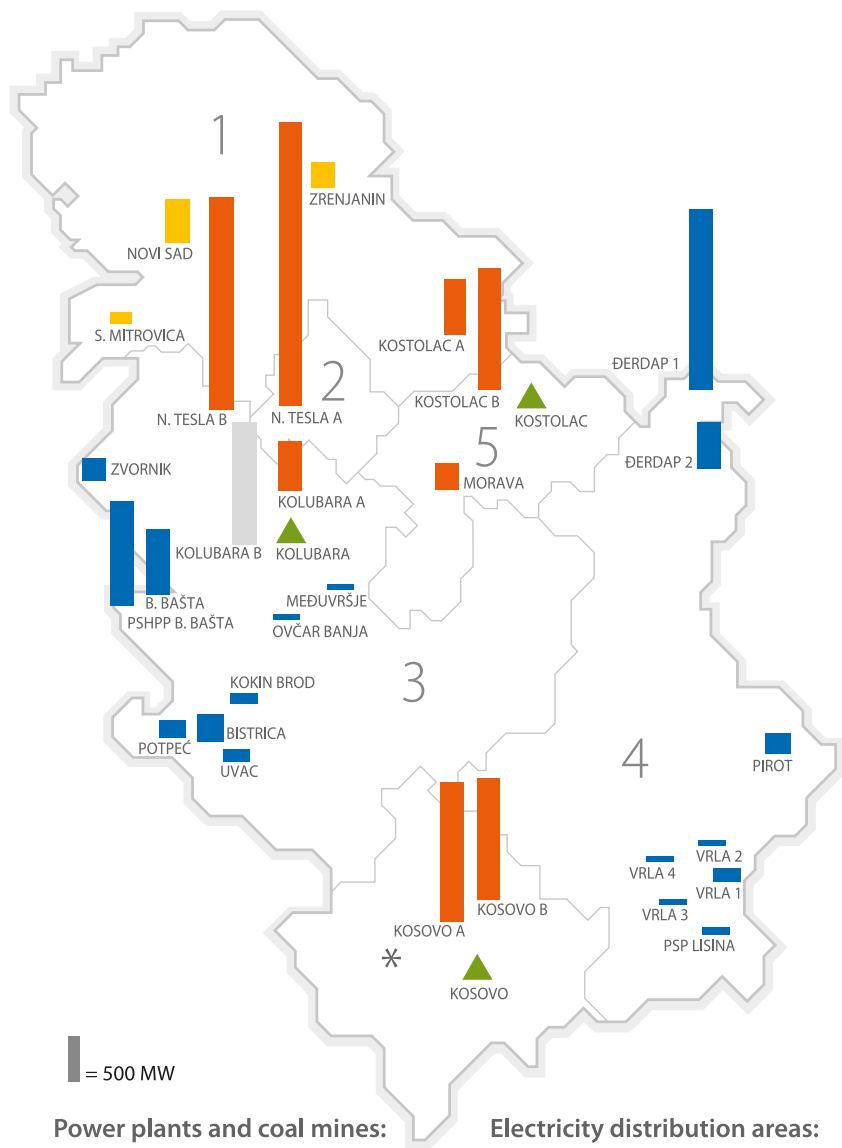 1
ZRENJANIN
NOVI SAD
S. MITROVICA
KOSTOLAC A
ĐERDAP 1
2
KOSTOLAC B
N. TESLA B
N. TESLA A
KOSTOLAC
5
ĐERDAP 2
ZVORNIK
MORAVA
KOLUBARA A
KOLUBARA B
KOLUBARA
B. BAŠTA
MEĐUVRŠJE
PSHPP B. BAŠTA
OVČAR BANJA
3
KOKIN BROD
BISTRICA
POTPEĆ
UVAC
4
PIROT
VRLA 2
VRLA 4
VRLA 1
KOSOVO B
VRLA 3
KOSOVO A
PSP LISINA
*
KOSOVO
= 500 MW
Power plants and coal mines:
Electricity distribution areas: